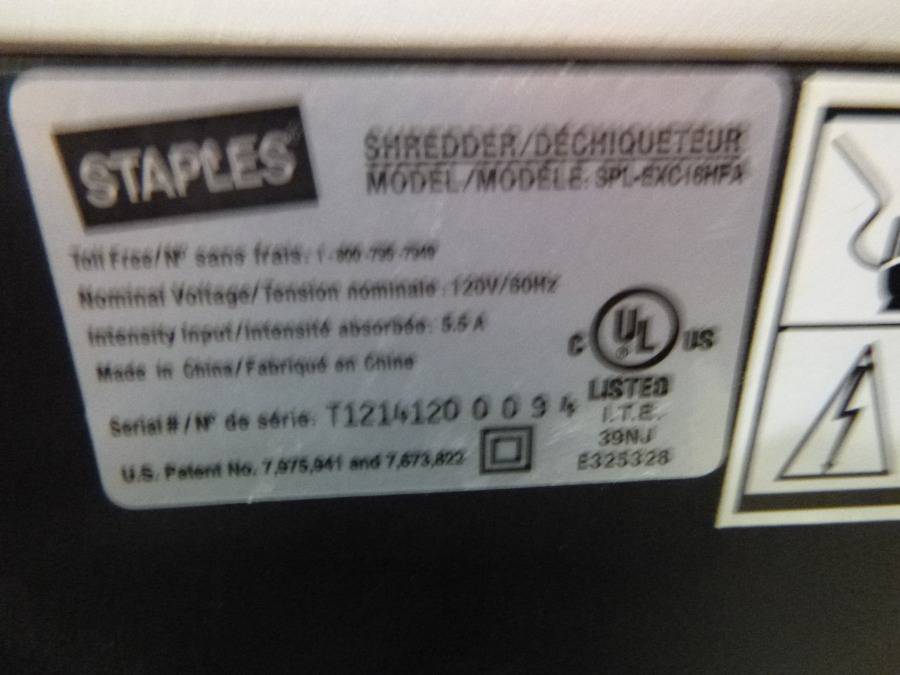 STAPLES
SHREDDER/DÉCHIQUETEUR
MODEL/MODÈLE: SPL-EXC16HFA
Toll Free/Nº sans frais:
Nominal Voltage/Tension nominale: 120V/60Hz
Intensity Input/Intensité absorbée: 5.5 A
Made in China/Fabriqué en Chine
Serial # / Nº de série: T1214120 0 0 9 4
U.S. Patent No. 7,975,941 and 7,673,822
C UL ® US
LISTED
I.T.E.
39NJ
E325328